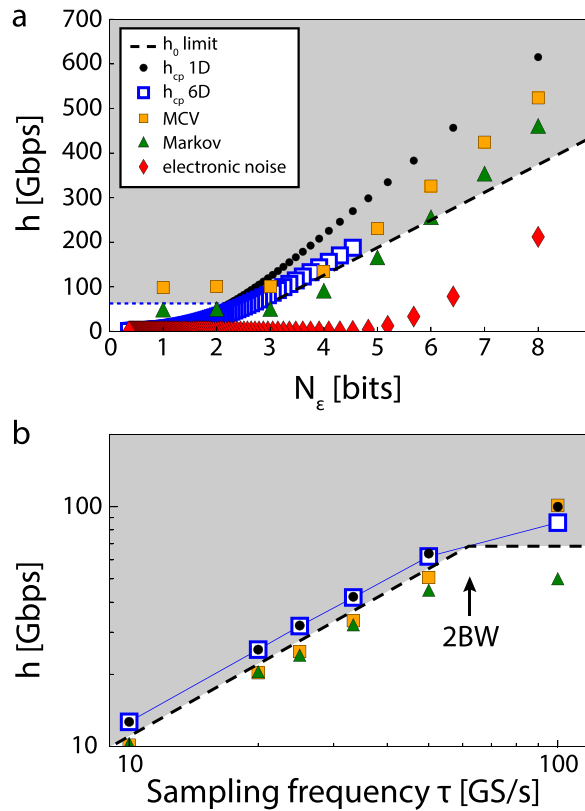 a
700
600
500
400
300
200
100
0
h [Gbps]
h₀ limit
h_cp 1D
h_cp 6D
MCV
Markov
electronic noise
0 1 2 3 4 5 6 7 8
N_ε [bits]
b
100
10
h [Gbps]
2BW
10 100
Sampling frequency τ [GS/s]